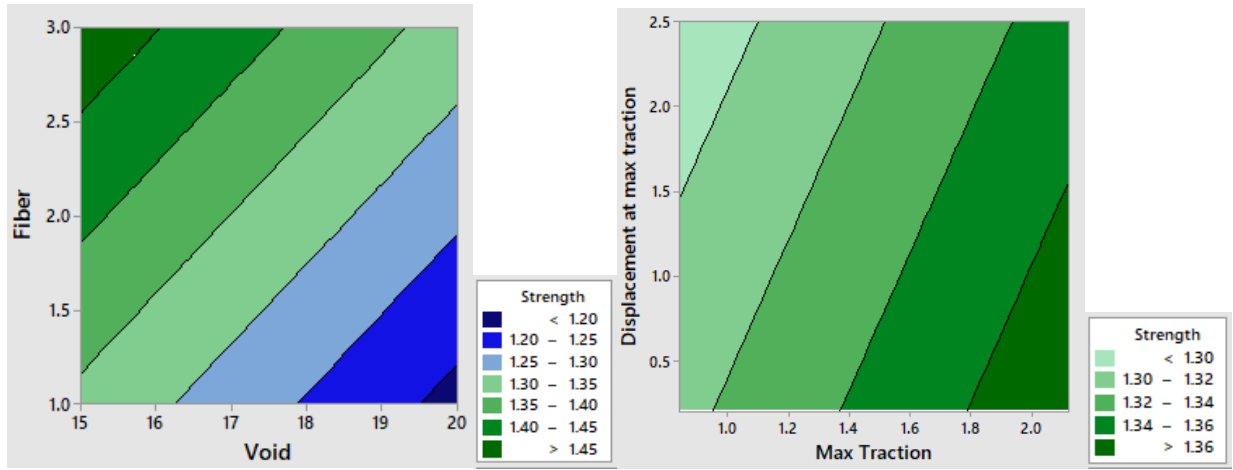 3.0
2.5
2.0
1.5
1.0
Fiber
15 16 17 18 19 20
Void
Strength
< 1.20
1.20 – 1.25
1.25 – 1.30
1.30 – 1.35
1.35 – 1.40
1.40 – 1.45
> 1.45
2.5
2.0
1.5
1.0
0.5
Displacement at max traction
1.0 1.2 1.4 1.6 1.8 2.0
Max Traction
Strength
< 1.30
1.30 – 1.32
1.32 – 1.34
1.34 – 1.36
> 1.36